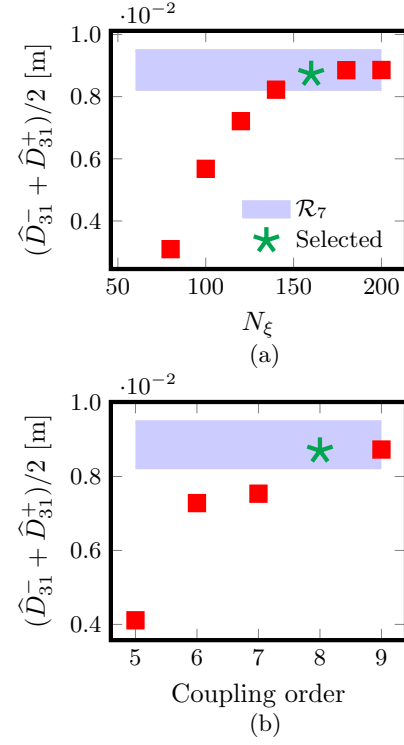 ·10⁻²
1.0
0.8
0.6
0.4
(D̂₃₁⁻ + D̂₃₁⁺)/2 [m]
R₇
Selected
50 100 150 200
N_ξ
(a)
·10⁻²
1.0
0.8
0.6
0.4
(D̂₃₁⁻ + D̂₃₁⁺)/2 [m]
5 6 7 8 9
Coupling order
(b)